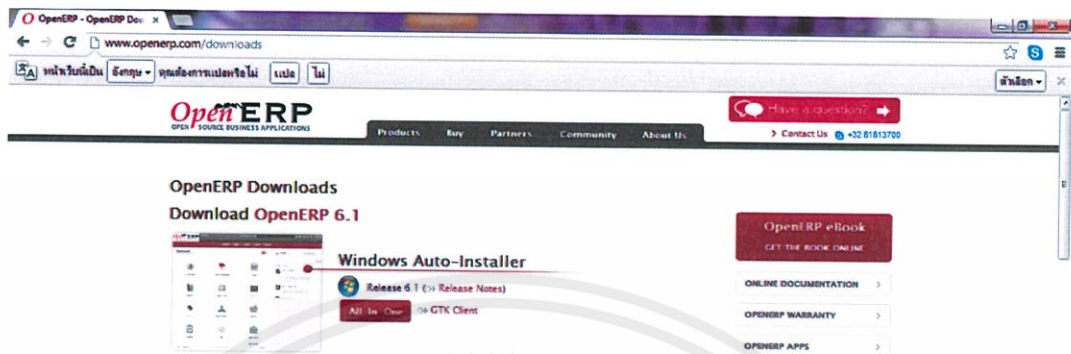 OpenERP - OpenERP Do
www.openerp.com/downloads
หน้าเว็บนี้เป็น อังกฤษ คุณต้องการแปลหรือไม่ แปล ไม่ ตัวเลือก
OpenERP
OPEN SOURCE BUSINESS APPLICATIONS
Have a question?
Products Buy Partners Community About Us
> Contact Us +32 81813700
OpenERP Downloads
Download OpenERP 6.1
OpenERP eBook
GET THE BOOK ONLINE
Windows Auto-Installer
Release 6.1 (>> Release Notes)
All In One >> GTK Client
ONLINE DOCUMENTATION >
OPENERP WARRANTY >
OPENERP APPS >